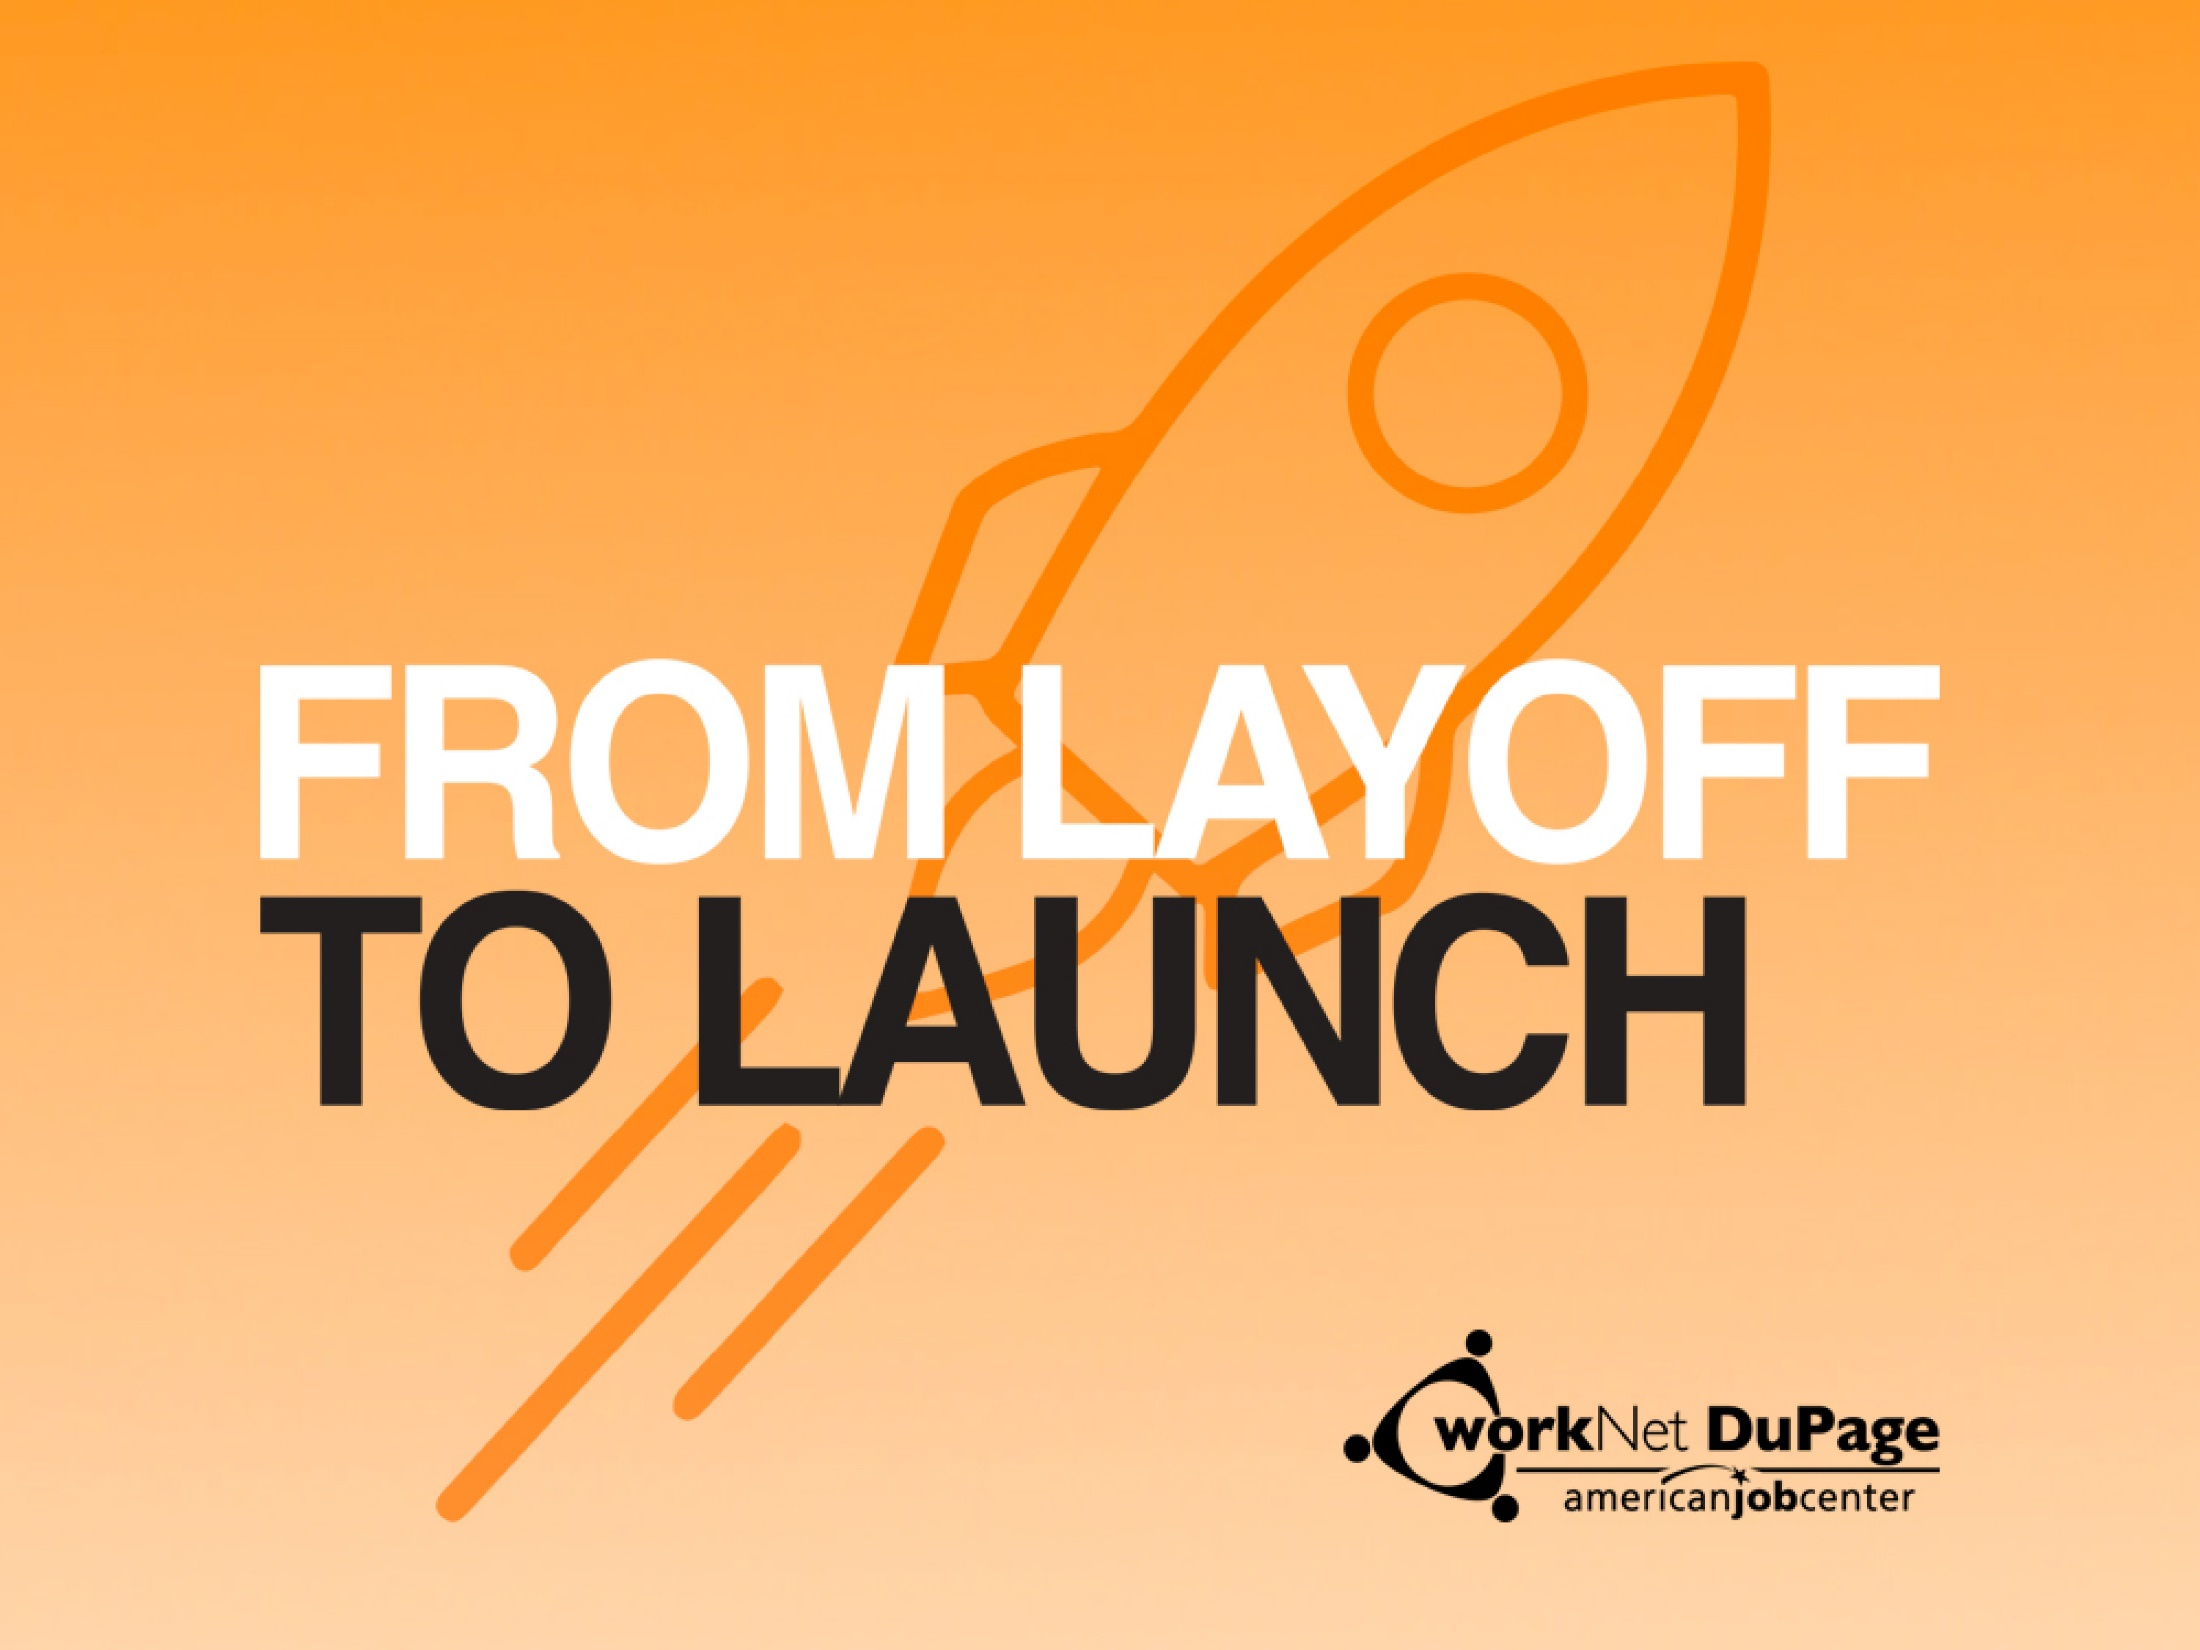 FROM LAYOFF
TO LAUNCH
workNet DuPage
americanjobcenter